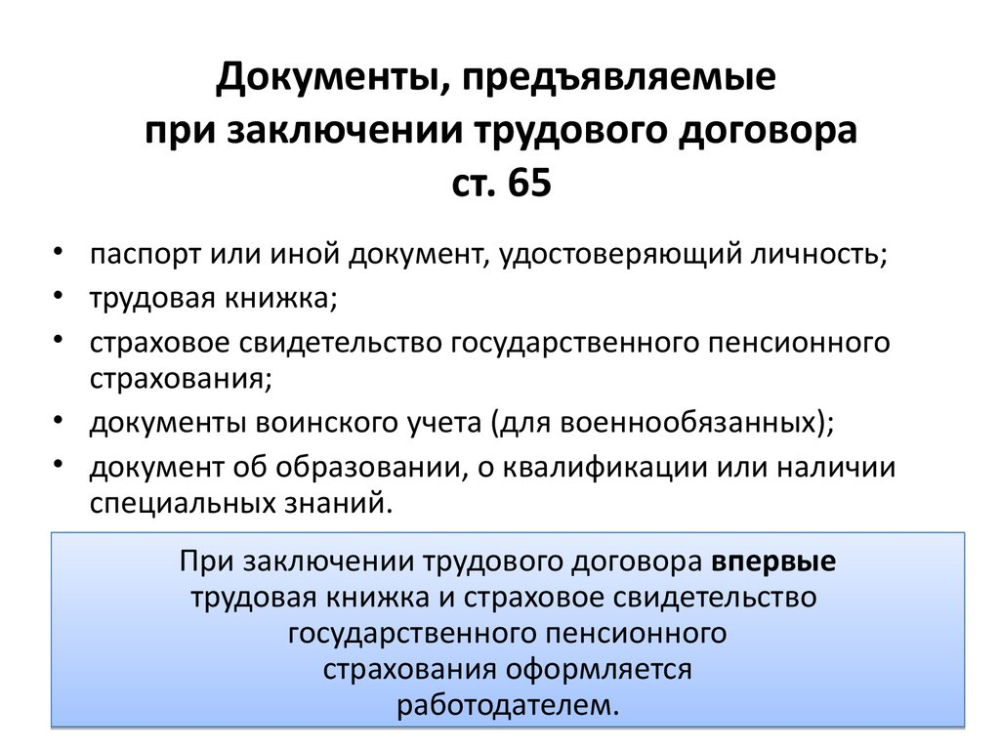 Документы, предъявляемые
при заключении трудового договора
ст. 65
• паспорт или иной документ, удостоверяющий личность;
• трудовая книжка;
• страховое свидетельство государственного пенсионного
страхования;
• документы воинского учета (для военнообязанных);
• документ об образовании, о квалификации или наличии
специальных знаний.
При заключении трудового договора впервые
трудовая книжка и страховое свидетельство
государственного пенсионного
страхования оформляется
работодателем.